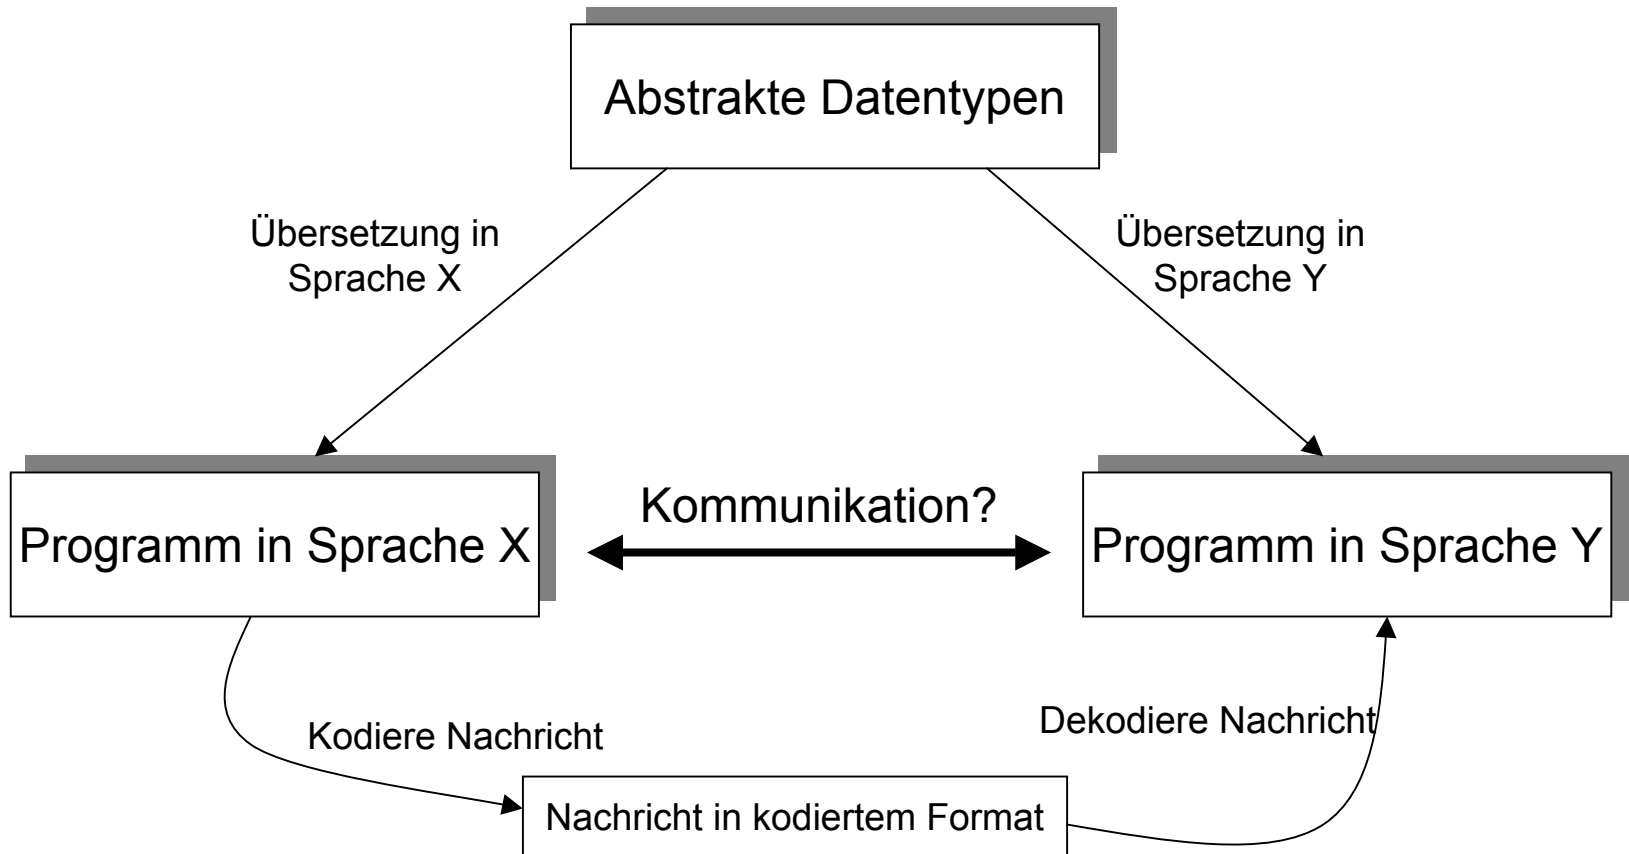 Abstrakte Datentypen
Übersetzung in
Sprache X
Übersetzung in
Sprache Y
Kommunikation?
Programm in Sprache X
Programm in Sprache Y
Kodiere Nachricht
Dekodiere Nachricht
Nachricht in kodiertem Format